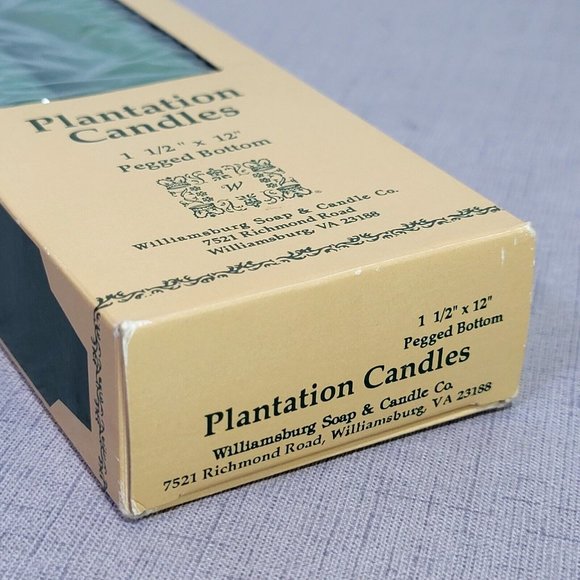 Plantation
Candles
1 1/2" x 12"
Pegged Bottom
W
Williamsburg Soap & Candle Co.
7521 Richmond Road
Williamsburg, VA 23188
1 1/2" x 12"
Pegged Bottom
Plantation Candles
Williamsburg Soap & Candle Co.
7521 Richmond Road, Williamsburg, VA 23188